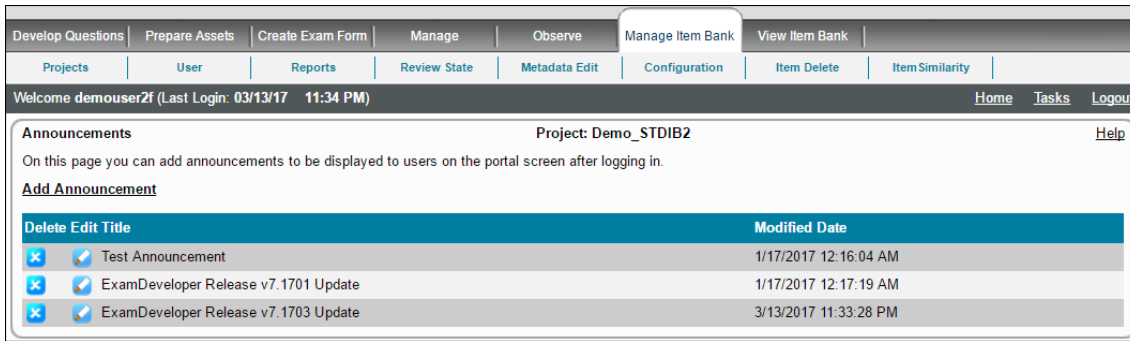 Develop Questions Prepare Assets Create Exam Form Manage Observe Manage Item Bank View Item Bank
Projects User Reports Review State Metadata Edit Configuration Item Delete Item Similarity
Welcome demouser2f (Last Login: 03/13/17 11:34 PM) Home Tasks Logou
Announcements Project: Demo_STDIB2 Help
On this page you can add announcements to be displayed to users on the portal screen after logging in.
Add Announcement
Delete Edit Title Modified Date
Test Announcement 1/17/2017 12:16:04 AM
ExamDeveloper Release v7.1701 Update 1/17/2017 12:17:19 AM
ExamDeveloper Release v7.1703 Update 3/13/2017 11:33:28 PM